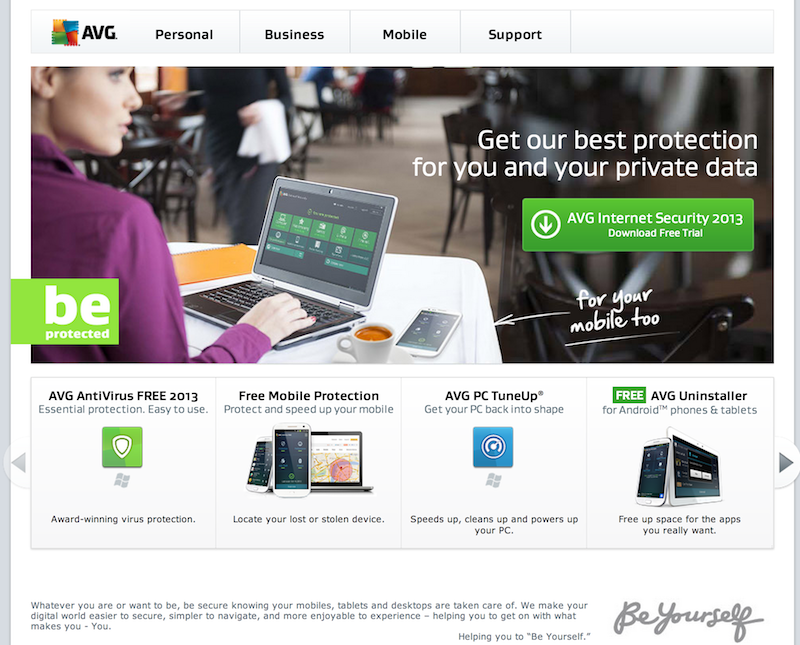 AVG.
Personal
Business
Mobile
Support
Get our best protection
for you and your private data
AVG Internet Security 2013
Download Free Trial
be
protected
for your
mobile too
AVG AntiVirus FREE 2013
Essential protection. Easy to use.
Award-winning virus protection.
Free Mobile Protection
Protect and speed up your mobile
Locate your lost or stolen device.
AVG PC TuneUp®
Get your PC back into shape
Speeds up, cleans up and powers up
your PC.
FREE AVG Uninstaller
for Android™ phones & tablets
Free up space for the apps
you really want.
Whatever you are or want to be, be secure knowing your mobiles, tablets and desktops are taken care of. We make your
digital world easier to secure, simpler to navigate, and more enjoyable to experience – helping you to get on with what
makes you - You.
Helping you to “Be Yourself.”
Be Yourself